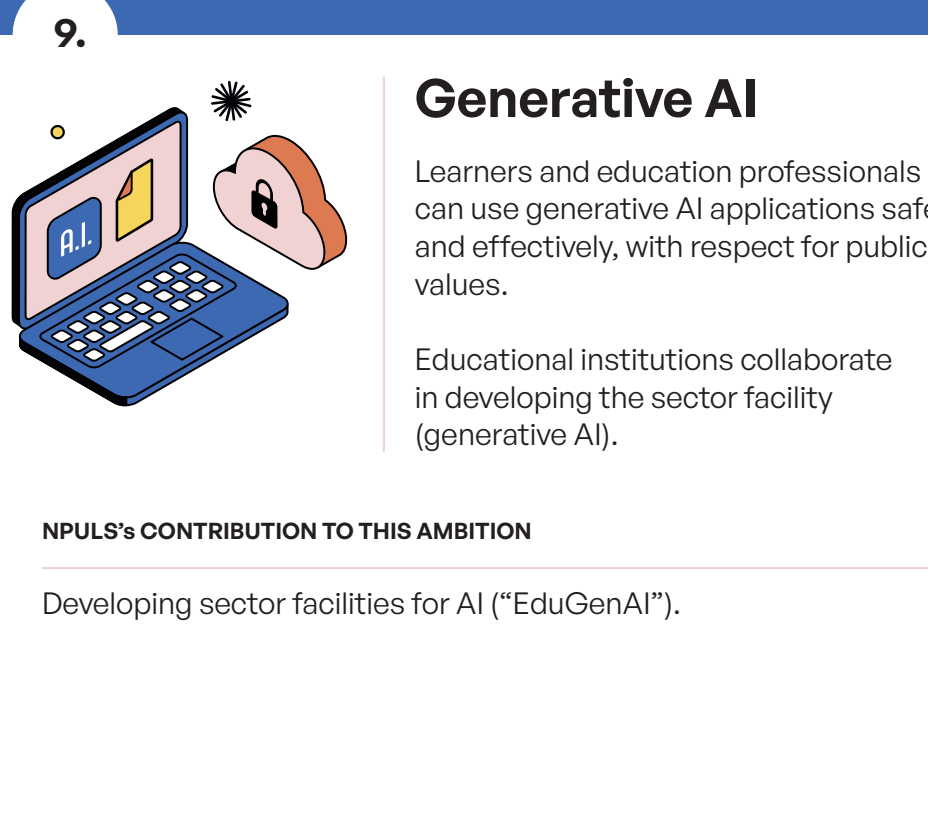 9.
A.I.
Generative AI
Learners and education professionals
can use generative AI applications
and effectively, with respect for public
values.
Educational institutions collaborate
in developing the sector facility
(generative AI).
NPULS’s CONTRIBUTION TO THIS AMBITION
Developing sector facilities for AI (“EduGenAI”).